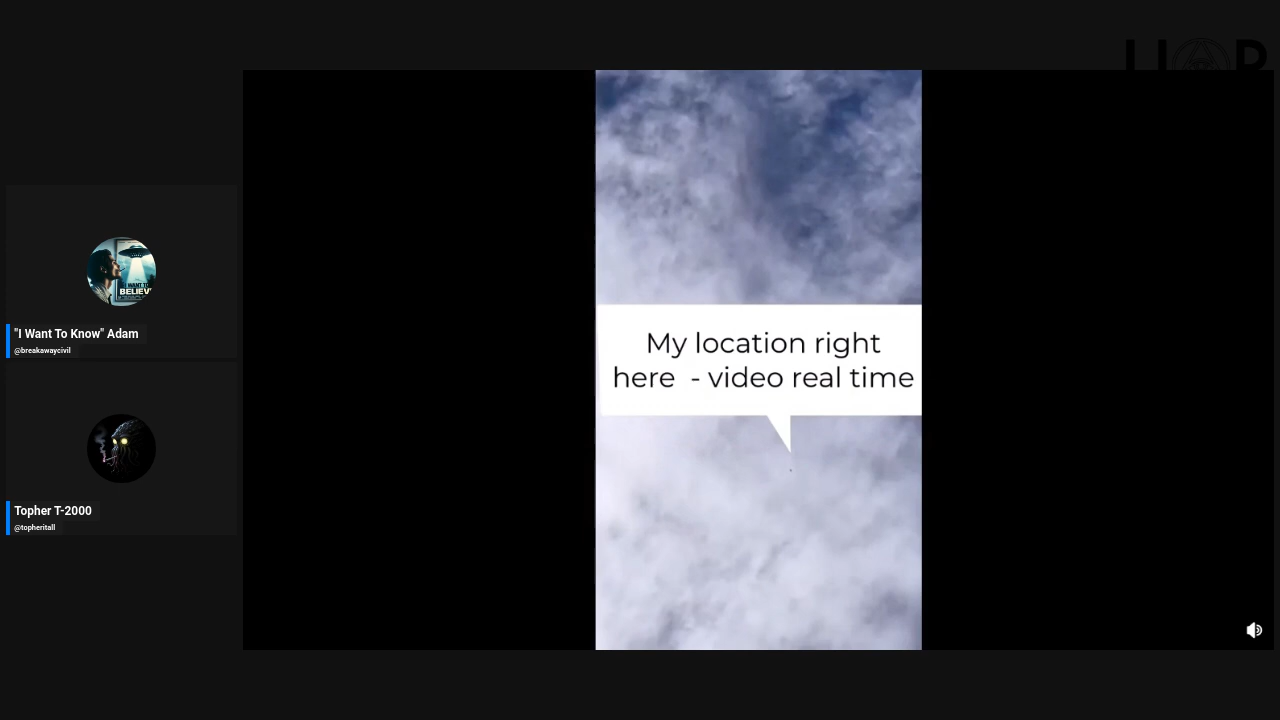 "I Want To Know" Adam
@breakawaycivil
Topher T-2000
@topheritall
My location right
here - video real time